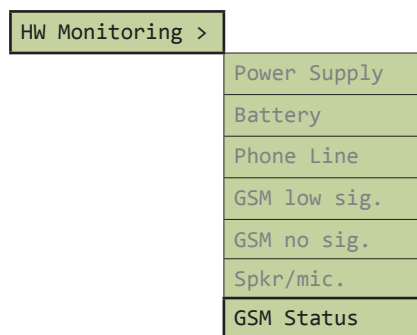 HW Monitoring >
Power Supply
Battery
Phone Line
GSM low sig.
GSM no sig.
Spkr/mic.
GSM Status